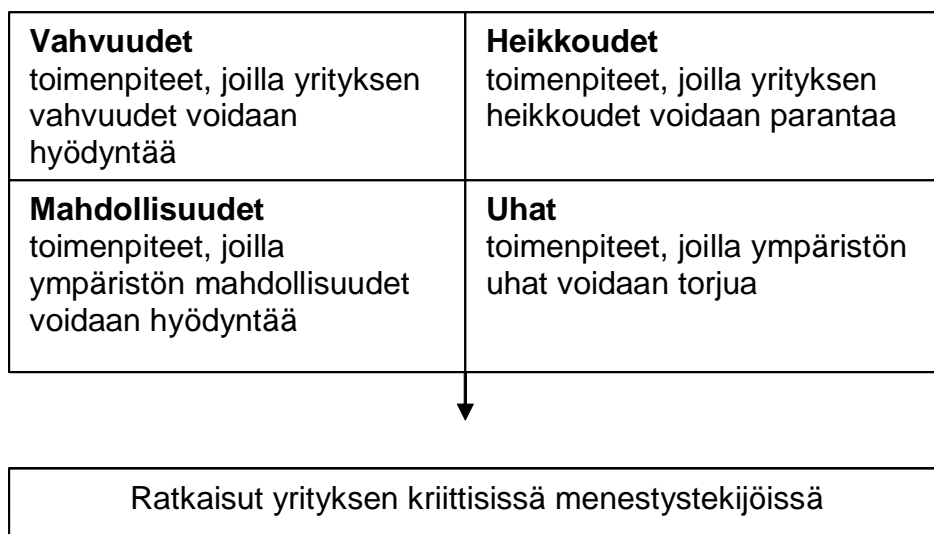 Vahvuudet
toimenpiteet, joilla yrityksen
vahvuudet voidaan
hyödyntää
Heikkoudet
toimenpiteet, joilla yrityksen
heikkoudet voidaan parantaa
Mahdollisuudet
toimenpiteet, joilla
ympäristön mahdollisuudet
voidaan hyödyntää
Uhat
toimenpiteet, joilla ympäristön
uhat voidaan torjua
Ratkaisut yrityksen kriittisissä menestystekijöissä